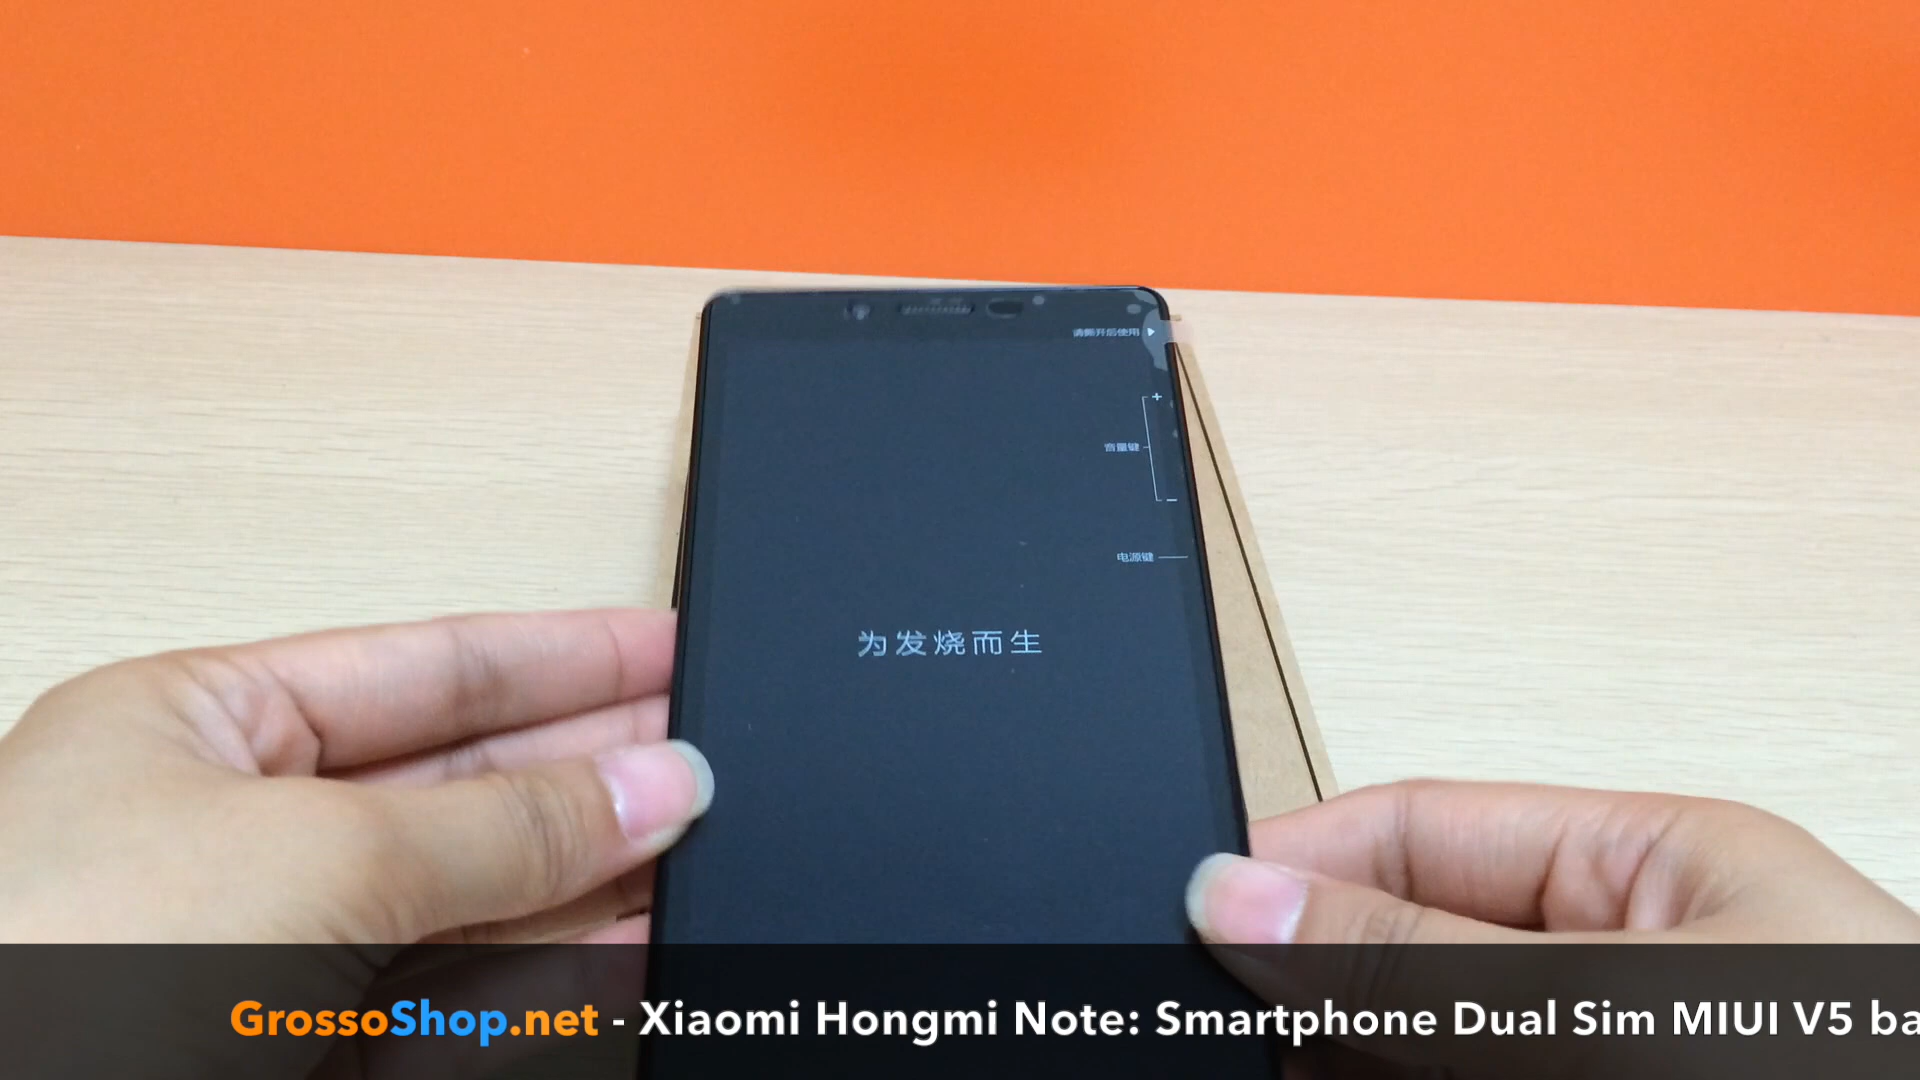 请撕开后使用
+
音量键
−
电源键
为发烧而生
GrossoShop.net - Xiaomi Hongmi Note: Smartphone Dual Sim MIUI V5 ba